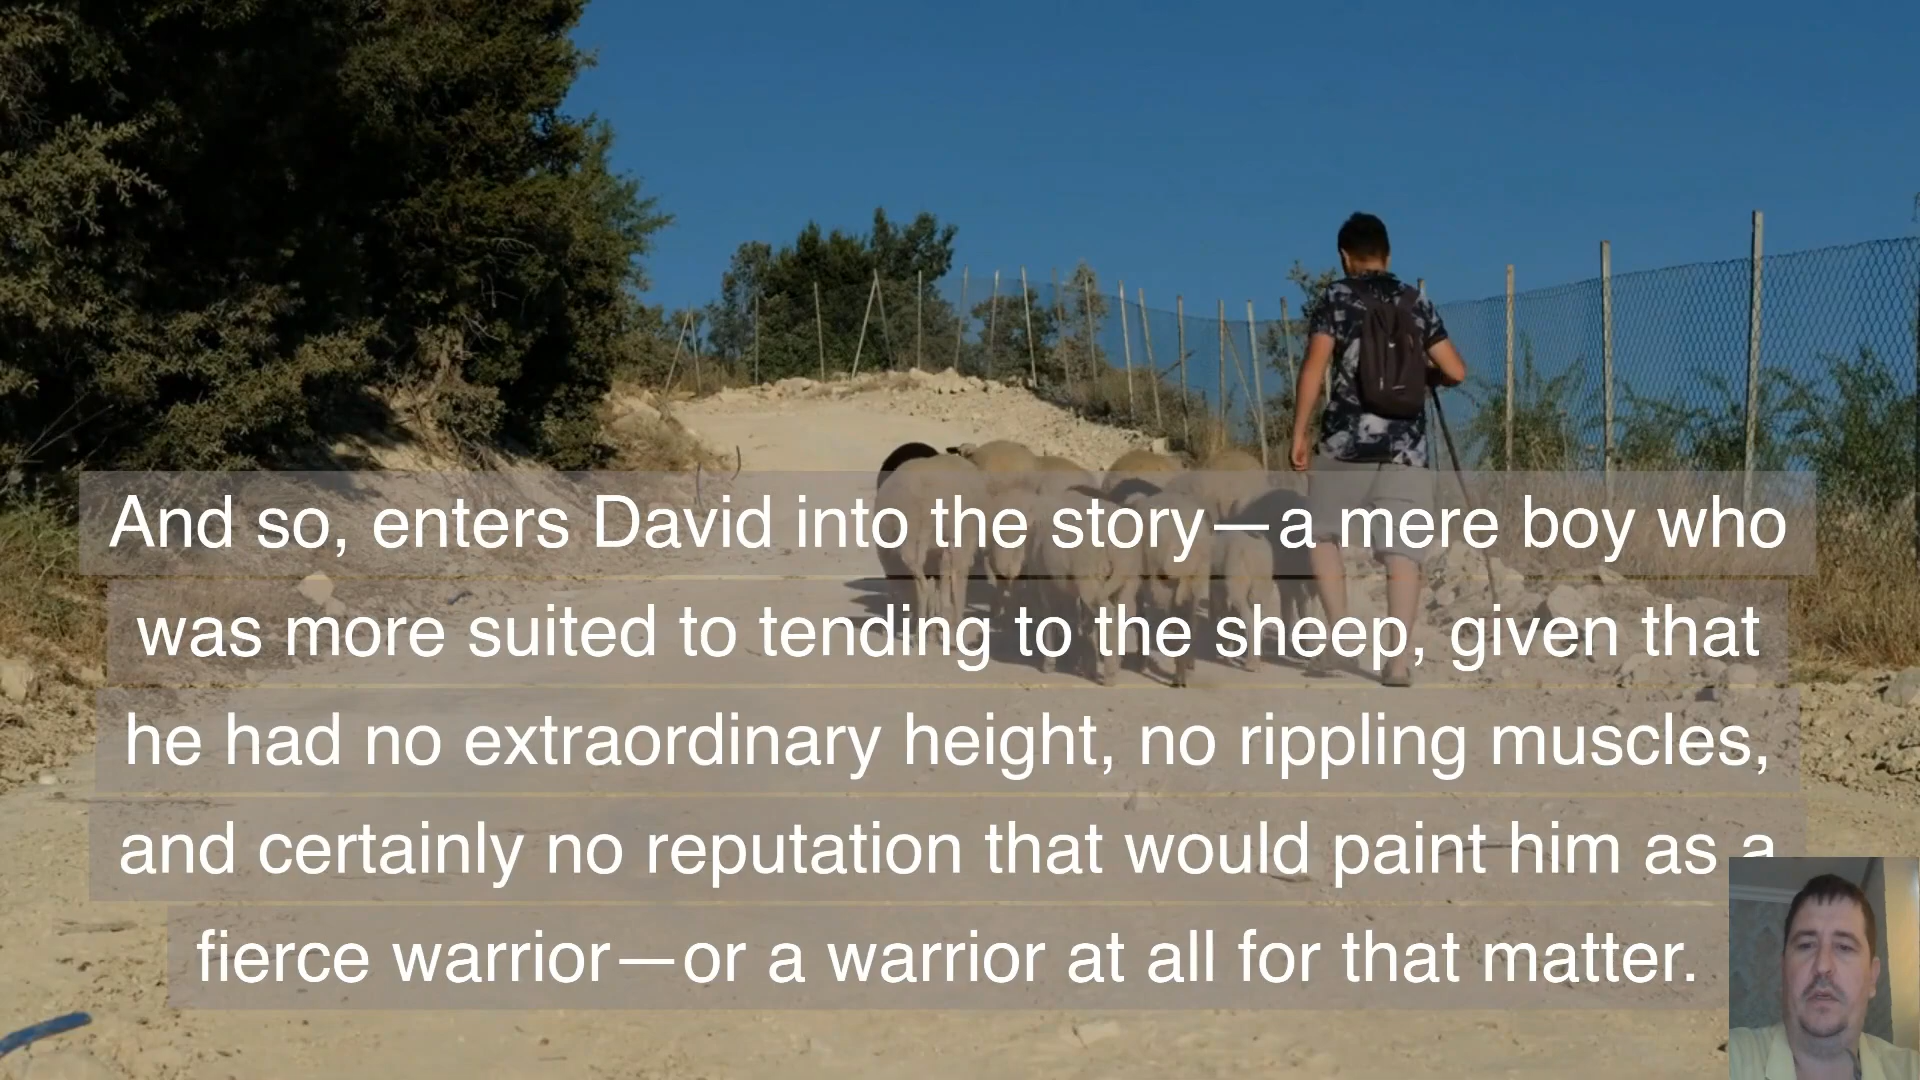 And so, enters David into the story—a mere boy who
was more suited to tending to the sheep, given that
he had no extraordinary height, no rippling muscles,
and certainly no reputation that would paint him as a
fierce warrior—or a warrior at all for that matter.